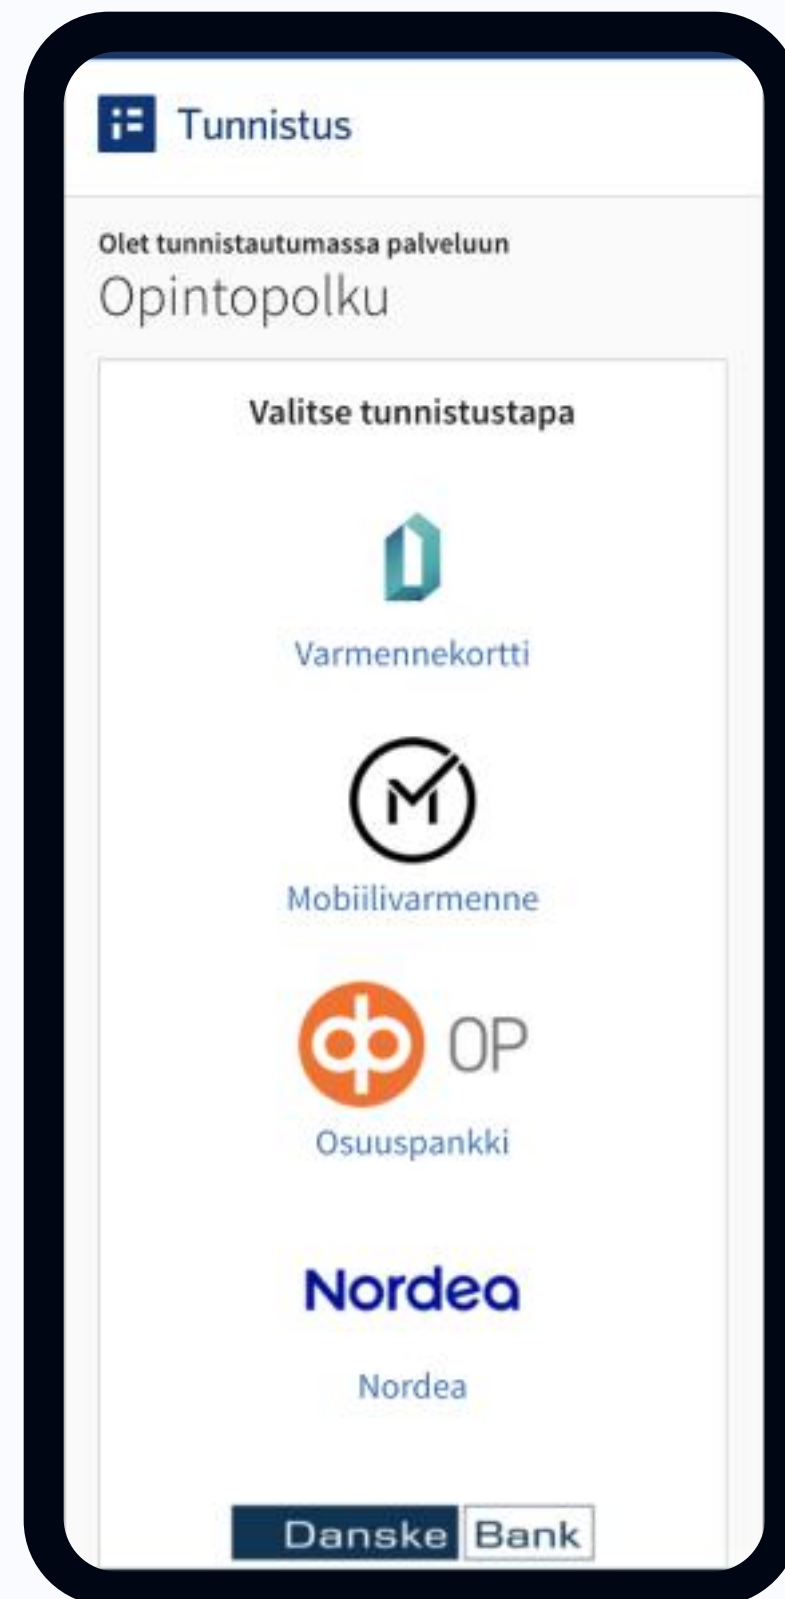 Tunnistus
Olet tunnistautumassa palveluun
Opintopolku
Valitse tunnistustapa
Varmennekortti
M
Mobiilivarmenne
OP
Osuuspankki
Nordea
Nordea
Danske Bank